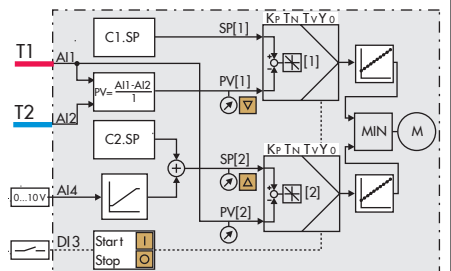 C1.SP
SP[1]
KP TN TV Y0
T1
AI1
[1]
PV= AI1-AI2
1
PV[1]
T2
AI2
C2.SP
MIN
M
SP[2]
KP TN TV Y0
0...10V
AI4
[2]
PV[2]
DI3
Start
Stop